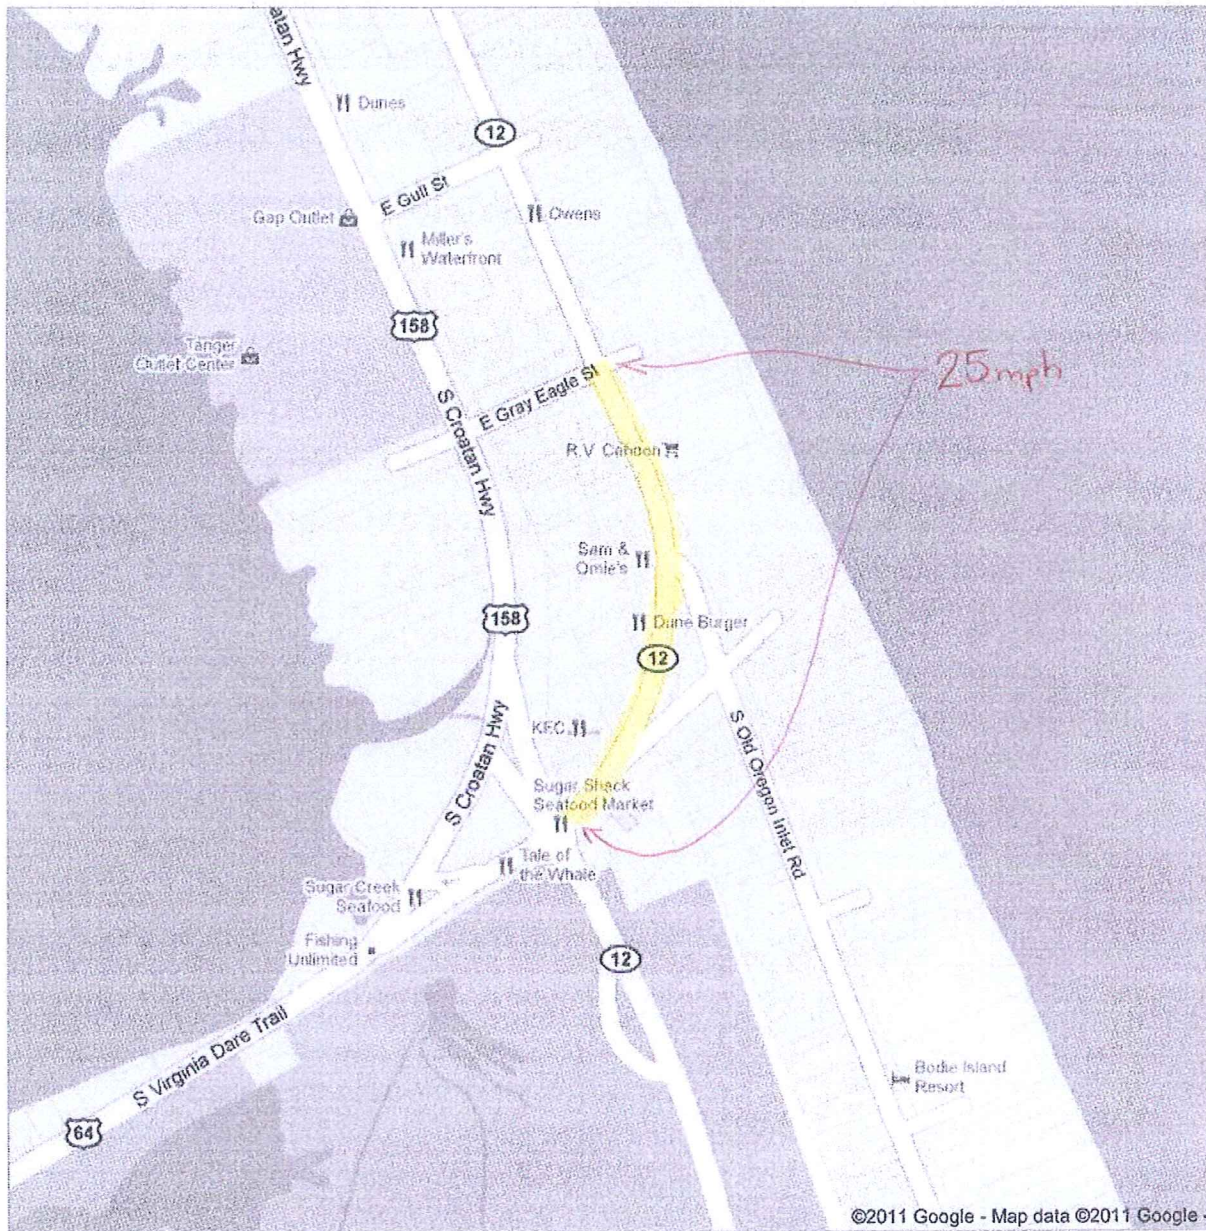 atan Hwy
Dunes
12
E Gull St
Gap Outlet
Owens
Miller's
Waterfront
158
Tanger
Outlet Center
25mph
S Croatan Hwy
E Gray Eagle St
R.V. Cahoon
Sam &
Omie's
158
Dune Burger
12
KFC
S Croatan Hwy
S Old Oregon Inlet Rd
Sugar Shack
Seafood Market
Tale of
the Whale
Sugar Creek
Seafood
Fishing
Unlimited
12
S Virginia Dare Trail
Bodie Island
Resort
64
©2011 Google - Map data ©2011 Google -